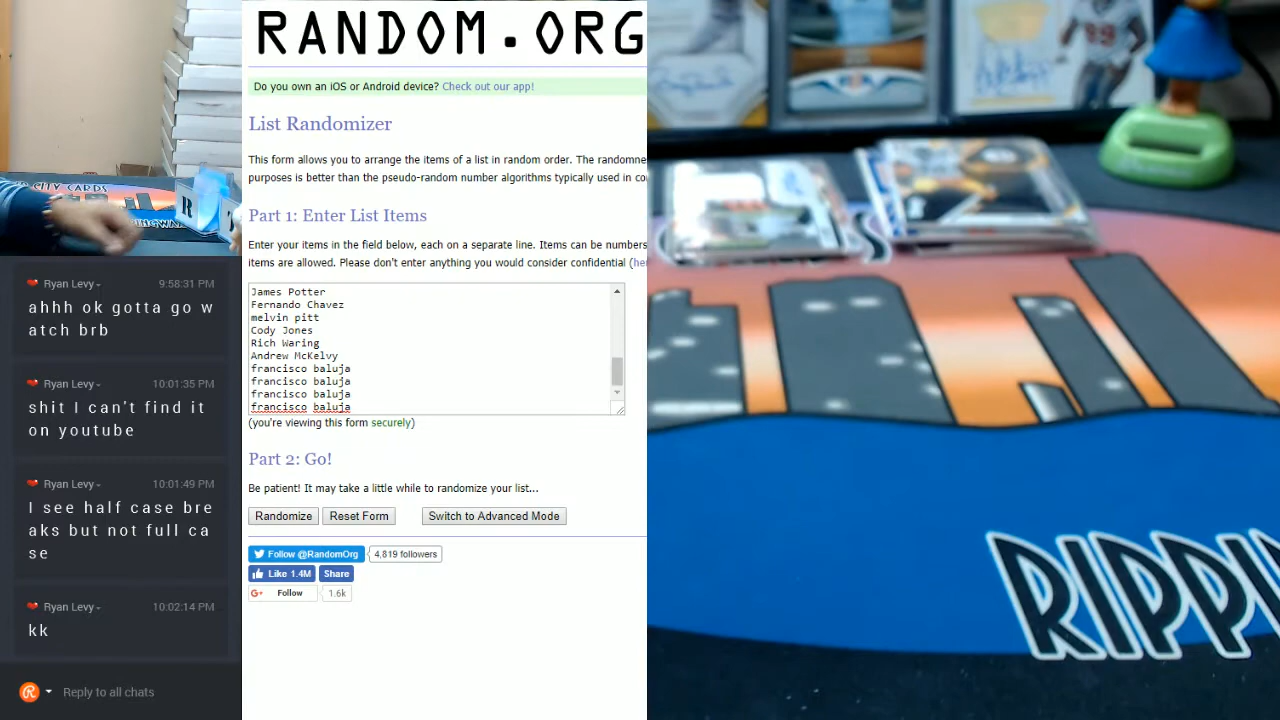 RANDOM.ORG
Do you own an iOS or Android device? Check out our app!
List Randomizer
This form allows you to arrange the items of a list in random order. The randomne
purposes is better than the pseudo-random number algorithms typically used in co
Part 1: Enter List Items
Enter your items in the field below, each on a separate line. Items can be numbers
items are allowed. Please don't enter anything you would consider confidential (he
James Potter
Fernando Chavez
melvin pitt
Cody Jones
Rich Waring
Andrew McKelvy
francisco baluja
francisco baluja
francisco baluja
francisco baluja
(you're viewing this form securely)
Part 2: Go!
Be patient! It may take a little while to randomize your list...
Randomize Reset Form Switch to Advanced Mode
Follow @RandomOrg 4,819 followers
Like 1.4M Share
G+ Follow 1.6k
CITY CARDS
R
Ryan Levy 9:58:31 PM
ahhh ok gotta go w
atch brb
Ryan Levy 10:01:35 PM
shit I can't find it
on youtube
Ryan Levy 10:01:49 PM
I see half case bre
aks but not full ca
se
Ryan Levy 10:02:14 PM
kk
Reply to all chats
99
RIPPI